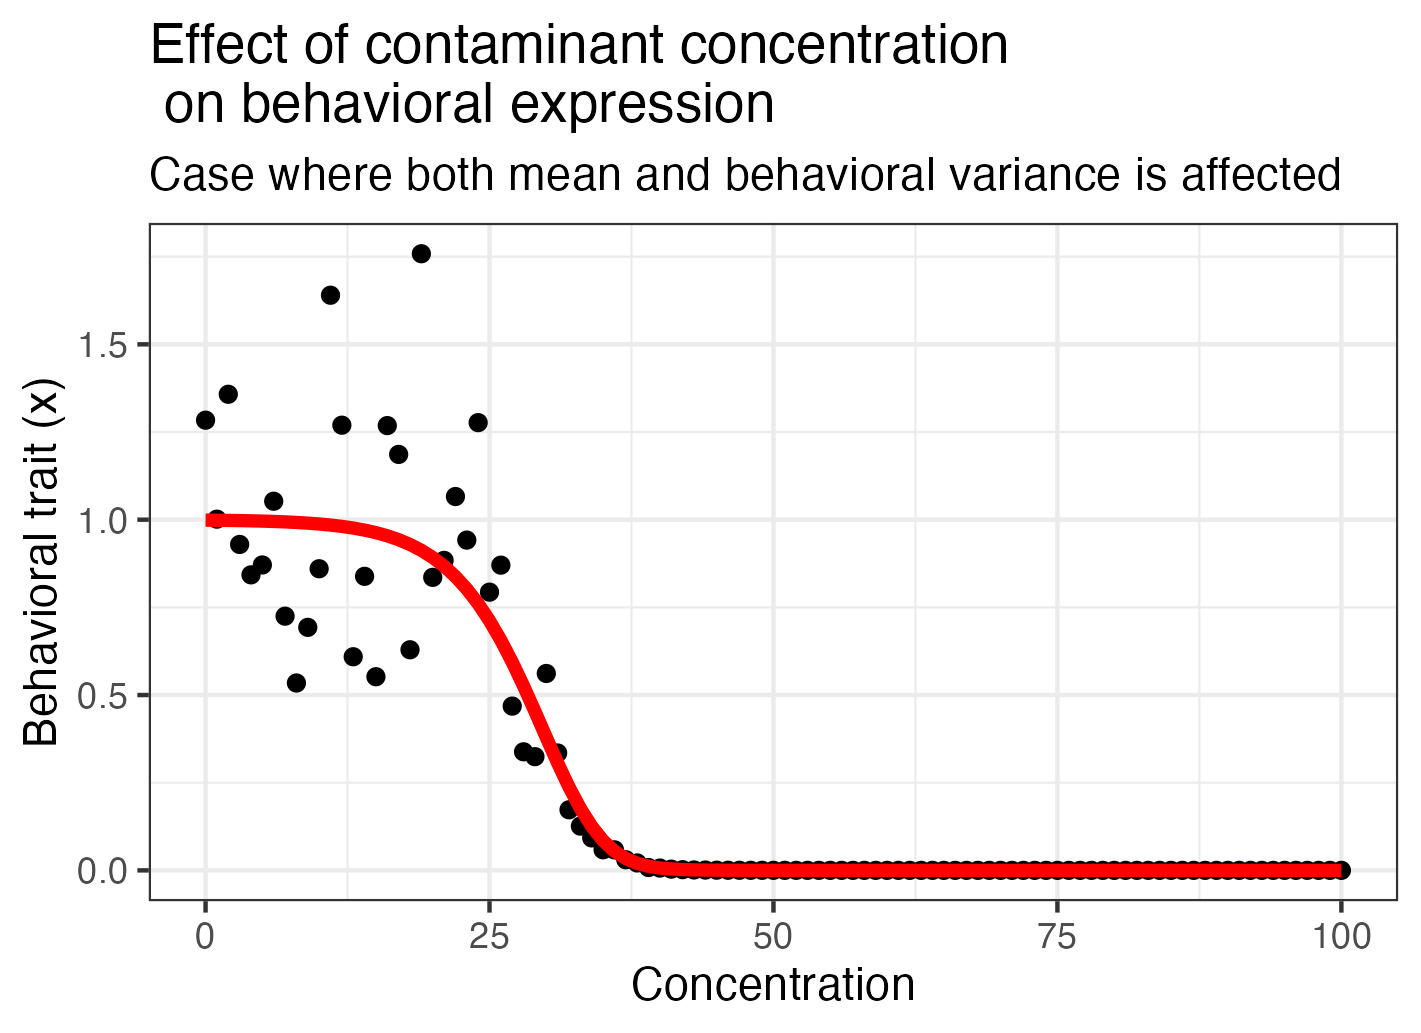 Effect of contaminant concentration
on behavioral expression
Case where both mean and behavioral variance is affected
Behavioral trait (x)
1.5
1.0
0.5
0.0
0 25 50 75 100
Concentration